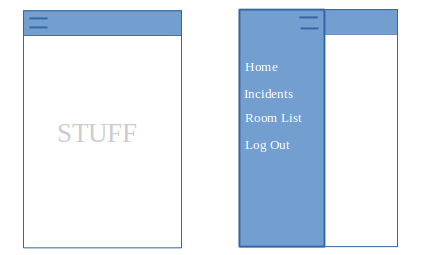 STUFF
Home
Incidents
Room List
Log Out